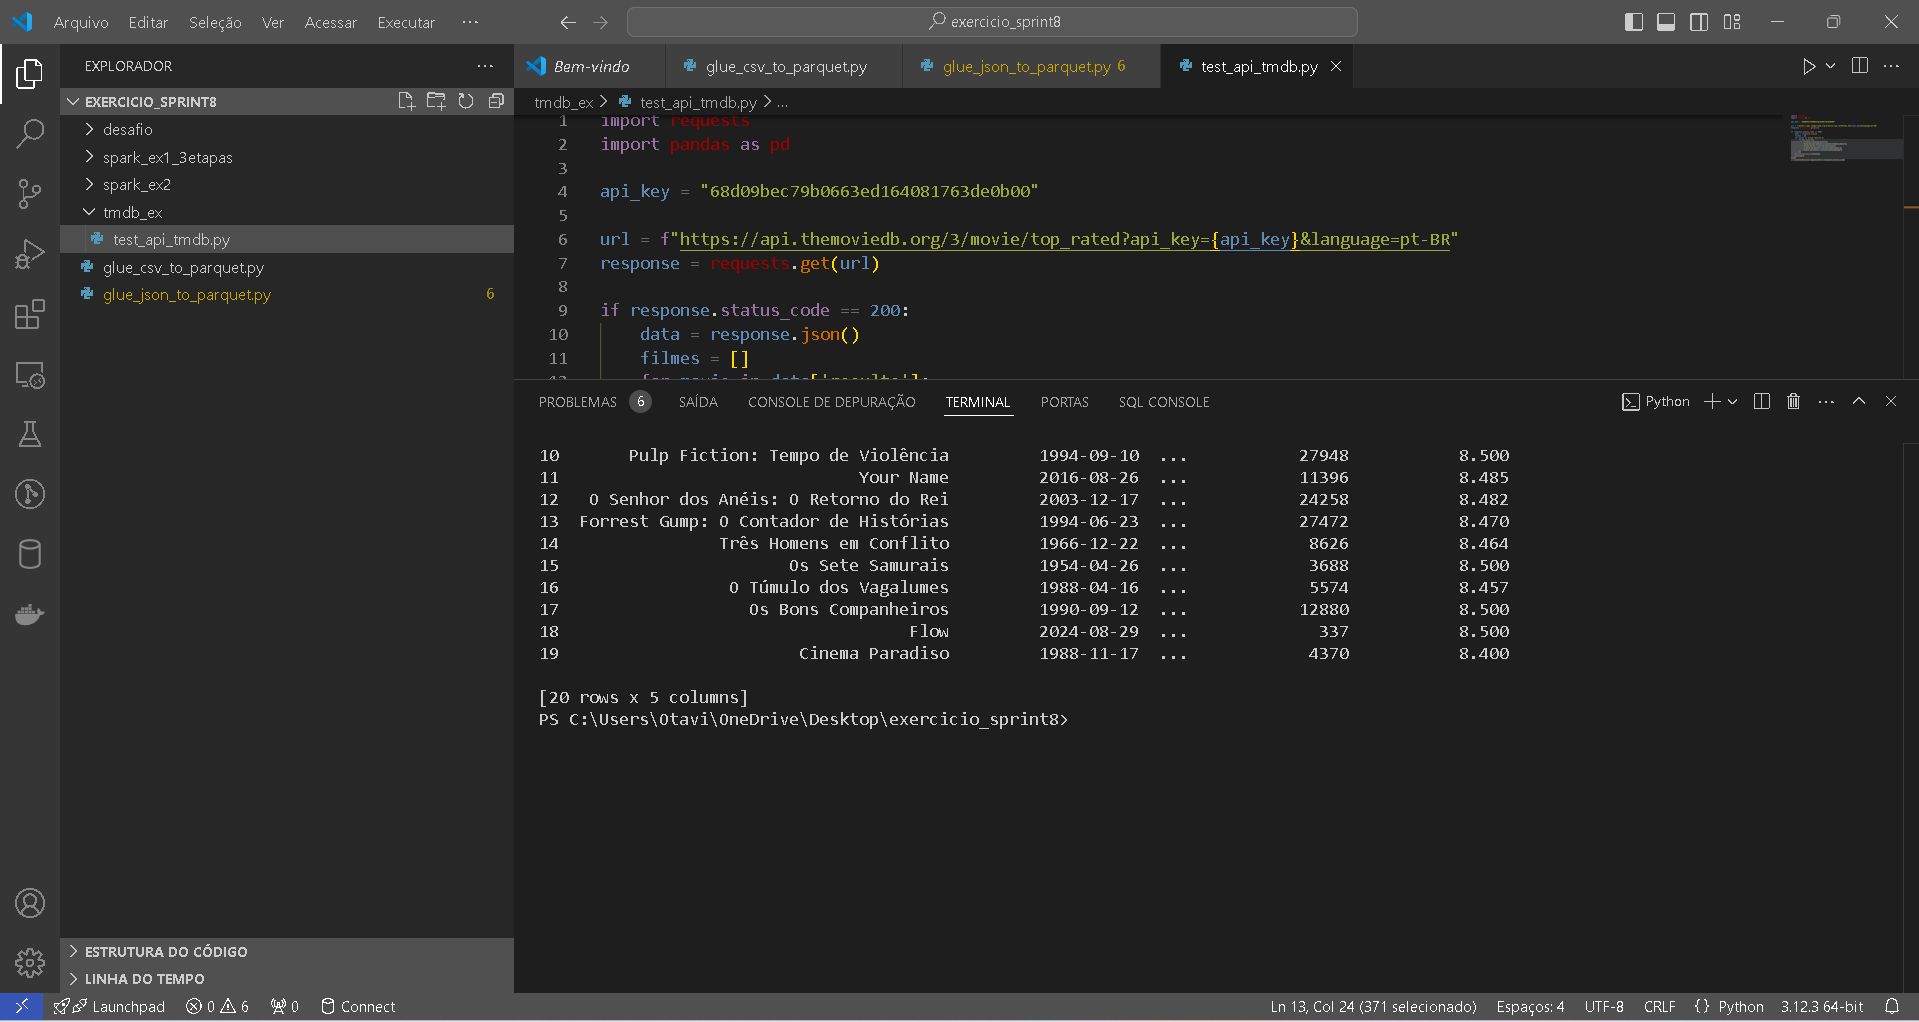 Arquivo Editar Seleção Ver Acessar Executar ··· exercicio_sprint8
EXPLORADOR ···
EXERCICIO_SPRINT8
desafio
spark_ex1_3etapas
spark_ex2
tmdb_ex
test_api_tmdb.py
glue_csv_to_parquet.py
glue_json_to_parquet.py 6
ESTRUTURA DO CÓDIGO
LINHA DO TEMPO
Bem-vindo glue_csv_to_parquet.py glue_json_to_parquet.py 6 test_api_tmdb.py
tmdb_ex > test_api_tmdb.py > ...
1 import requests
2 import pandas as pd
3
4 api_key = "68d09bec79b0663ed164081763de0b00"
5
6 url = f"https://api.themoviedb.org/3/movie/top_rated?api_key={api_key}&language=pt-BR"
7 response = requests.get(url)
8
9 if response.status_code == 200:
10 data = response.json()
11 filmes = []
12 for movie in data['results']:
PROBLEMAS 6 SAÍDA CONSOLE DE DEPURAÇÃO TERMINAL PORTAS SQL CONSOLE Python
10 Pulp Fiction: Tempo de Violência 1994-09-10 ... 27948 8.500
11 Your Name 2016-08-26 ... 11396 8.485
12 O Senhor dos Anéis: O Retorno do Rei 2003-12-17 ... 24258 8.482
13 Forrest Gump: O Contador de Histórias 1994-06-23 ... 27472 8.470
14 Três Homens em Conflito 1966-12-22 ... 8626 8.464
15 Os Sete Samurais 1954-04-26 ... 3688 8.500
16 O Túmulo dos Vagalumes 1988-04-16 ... 5574 8.457
17 Os Bons Companheiros 1990-09-12 ... 12880 8.500
18 Flow 2024-08-29 ... 337 8.500
19 Cinema Paradiso 1988-11-17 ... 4370 8.400
[20 rows x 5 columns]
PS C:\Users\Otavi\OneDrive\Desktop\exercicio_sprint8>
Launchpad 0 6 0 Connect Ln 13, Col 24 (371 selecionado) Espaços: 4 UTF-8 CRLF {} Python 3.12.3 64-bit